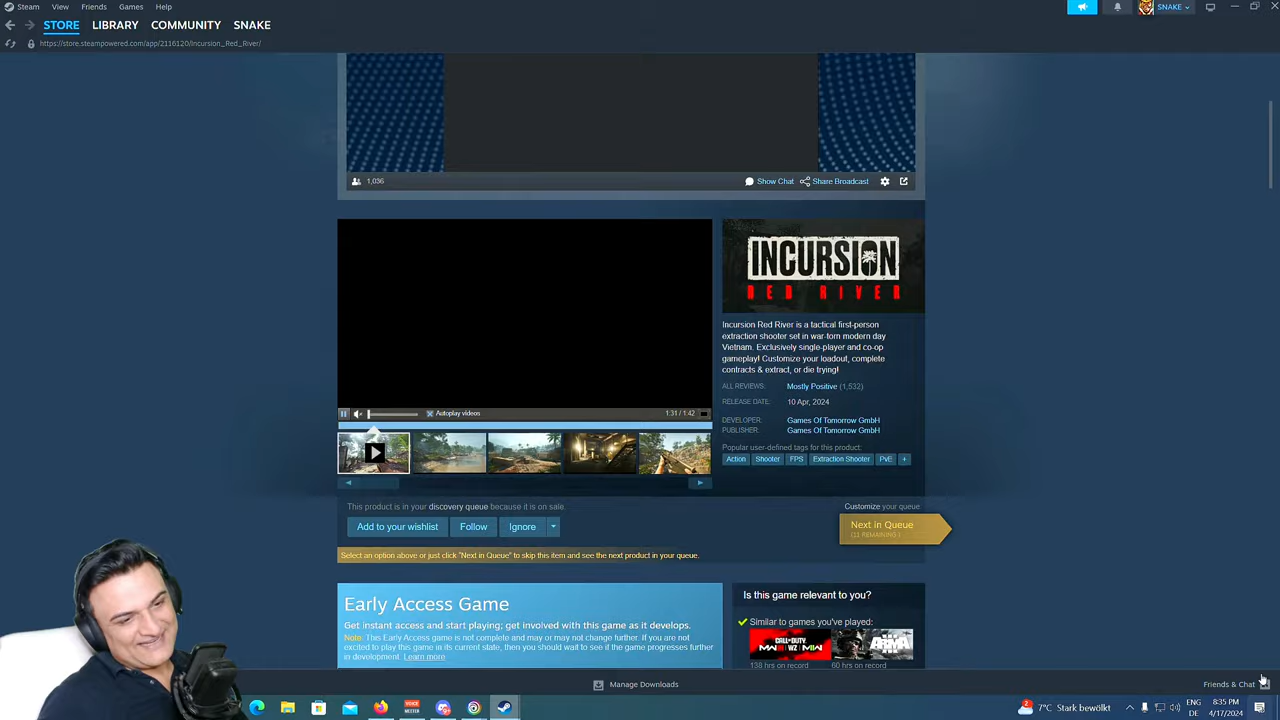 Steam View Friends Games Help
SNAKE
STORE LIBRARY COMMUNITY SNAKE
https://store.steampowered.com/app/2116120/Incursion_Red_River/
1,036
Show Chat Share Broadcast
INCURSION
RED RIVER
Incursion Red River is a tactical first-person
extraction shooter set in war-torn modern day
Vietnam. Exclusively single-player and co-op
gameplay! Customize your loadout, complete
contracts & extract, or die trying!
ALL REVIEWS: Mostly Positive (1,532)
RELEASE DATE: 10 Apr, 2024
DEVELOPER: Games Of Tomorrow GmbH
PUBLISHER: Games Of Tomorrow GmbH
Popular user-defined tags for this product:
Action Shooter FPS Extraction Shooter PvE +
Autoplay videos 1:31 / 1:42
This product is in your discovery queue because it is on sale.
Customize your queue
Add to your wishlist Follow Ignore
Next in Queue
(11 REMAINING )
Select an option above or just click "Next in Queue" to skip this item and see the next product in your queue.
Early Access Game
Get instant access and start playing; get involved with this game as it develops.
Note: This Early Access game is not complete and may or may not change further. If you are not
excited to play this game in its current state, then you should wait to see if the game progresses further
in development. Learn more
Is this game relevant to you?
Similar to games you've played:
CALL OF DUTY
MWII WZ MWIII
ARMA
138 hrs on record 60 hrs on record
Manage Downloads
Friends & Chat
VOICE
MEETER
2
7°C Stark bewölkt
ENG
DE
8:35 PM
4/17/2024